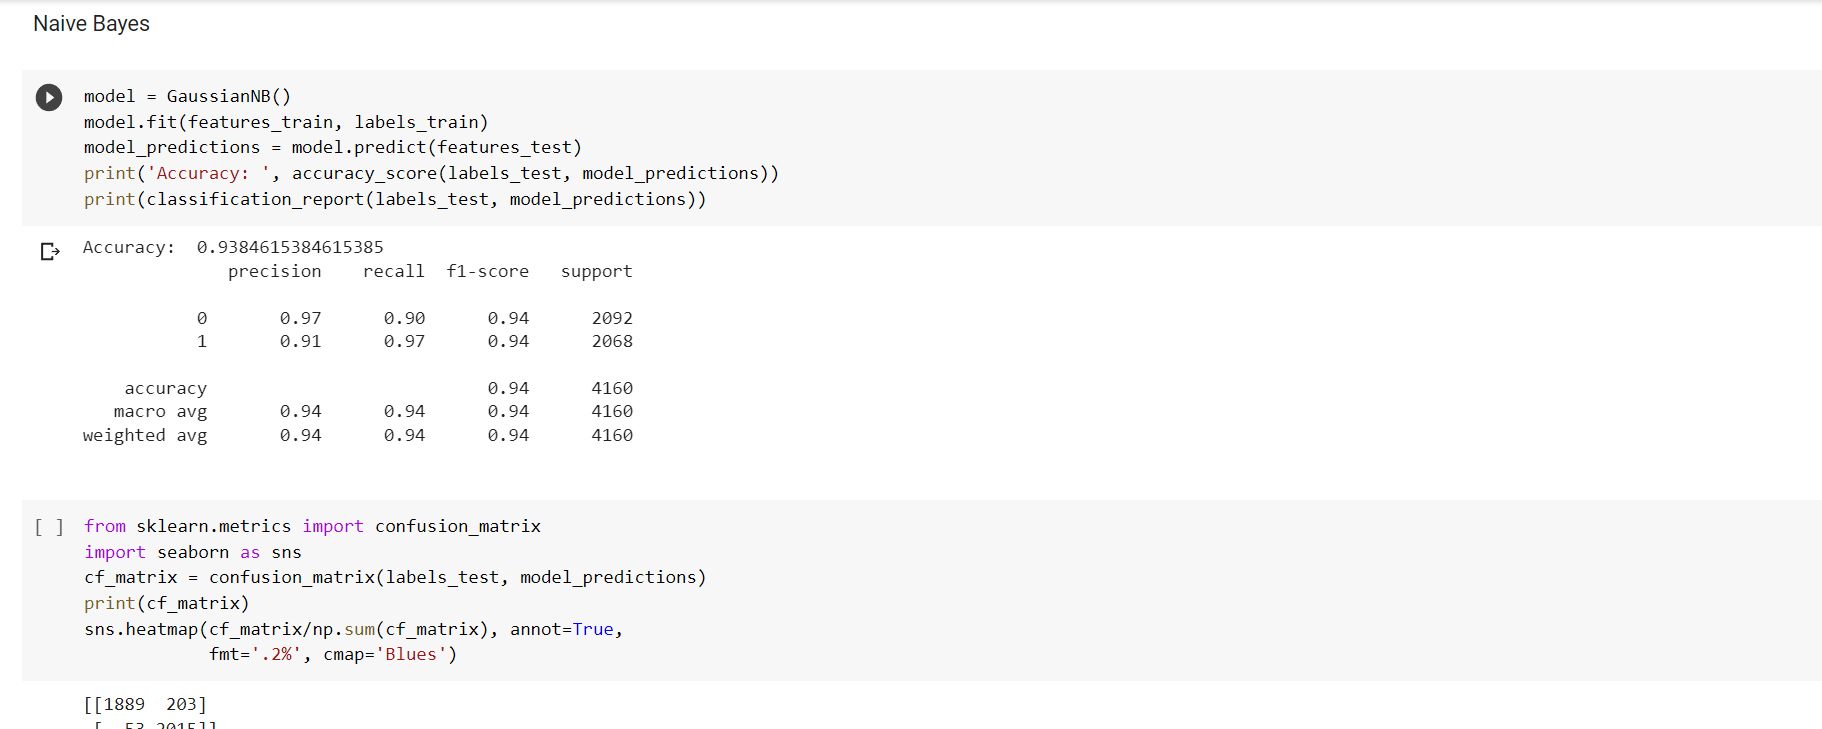 Naive Bayes
model = GaussianNB()
model.fit(features_train, labels_train)
model_predictions = model.predict(features_test)
print('Accuracy: ', accuracy_score(labels_test, model_predictions))
print(classification_report(labels_test, model_predictions))
Accuracy:  0.9384615384615385
              precision    recall  f1-score   support
           0       0.97      0.90      0.94      2092
           1       0.91      0.97      0.94      2068
    accuracy                           0.94      4160
   macro avg       0.94      0.94      0.94      4160
weighted avg       0.94      0.94      0.94      4160
[ ] from sklearn.metrics import confusion_matrix
import seaborn as sns
cf_matrix = confusion_matrix(labels_test, model_predictions)
print(cf_matrix)
sns.heatmap(cf_matrix/np.sum(cf_matrix), annot=True,
            fmt='.2%', cmap='Blues')
[[1889  203]
 [  53 2015]]